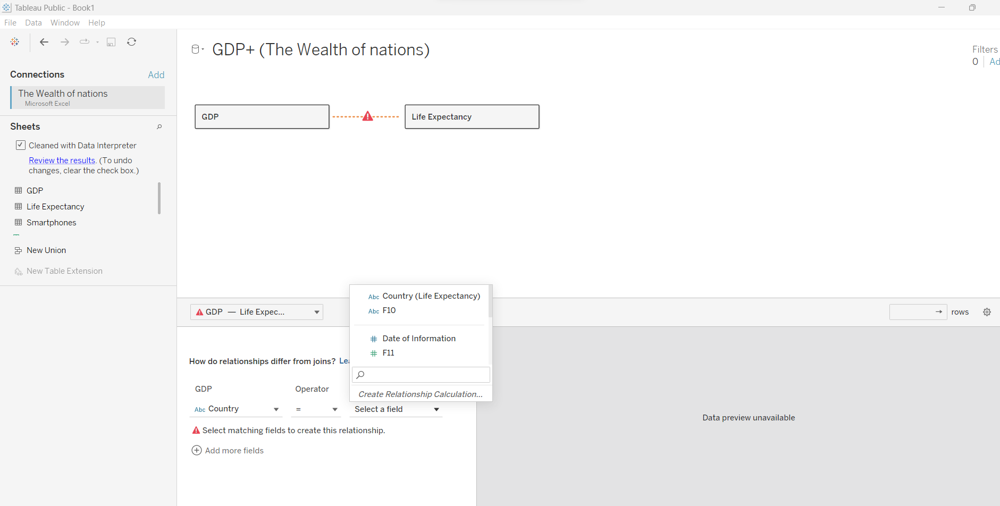 Tableau Public - Book1
File Data Window Help
Connections Add
The Wealth of nations
Microsoft Excel
Sheets
Cleaned with Data Interpreter
Review the results. (To undo
changes, clear the check box.)
GDP
Life Expectancy
Smartphones
New Union
New Table Extension
GDP+ (The Wealth of nations)
Filters
0 Ad
GDP
Life Expectancy
GDP — Life Expec...
rows
Abc Country (Life Expectancy)
Abc F10
# Date of Information
# F11
Create Relationship Calculation...
How do relationships differ from joins? Lea
GDP Operator
Abc Country = Select a field
Select matching fields to create this relationship.
Add more fields
Data preview unavailable